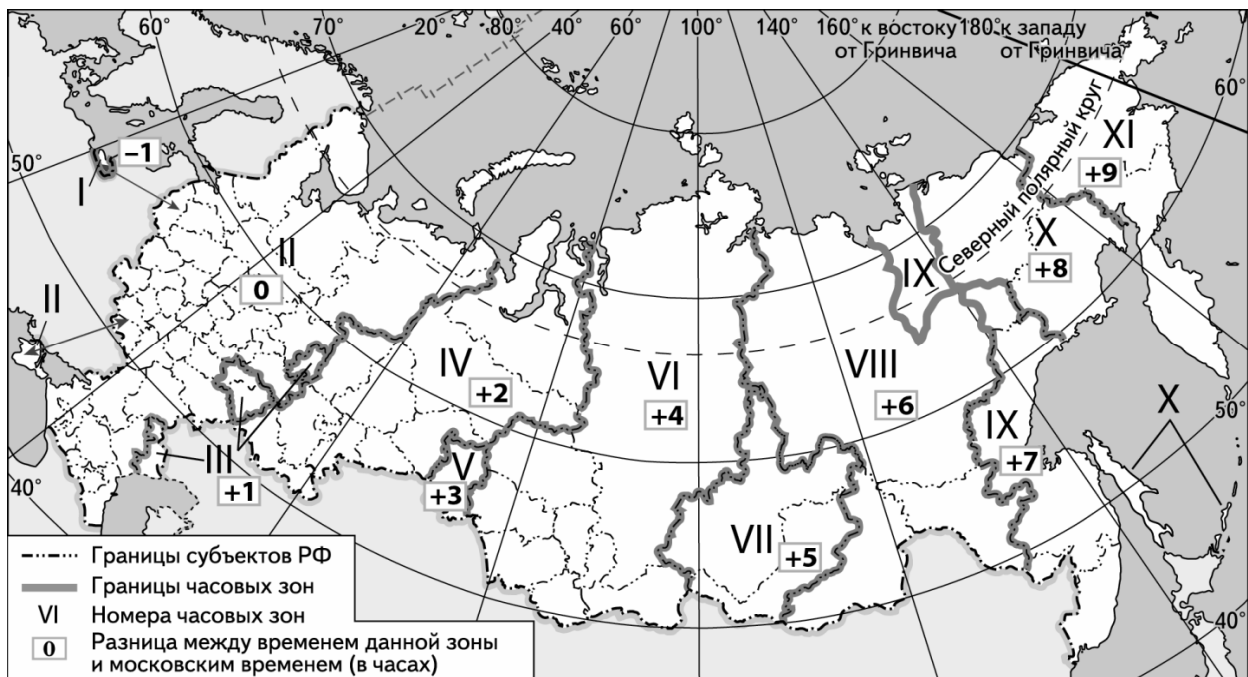 60° 70° 20° 80° 40° 100° 140° 160° к востоку 180° к западу
от Гринвича от Гринвича
60°
Северный полярный круг
XI
+9
–1
50°
I
X
+8
II
IX
II
0
VIII
+6
IV
+2
VI
+4
X
50°
IX
+7
V
+3
III
+1
40°
VII
+5
40°
Границы субъектов РФ
Границы часовых зон
VI Номера часовых зон
0 Разница между временем данной зоны
и московским временем (в часах)